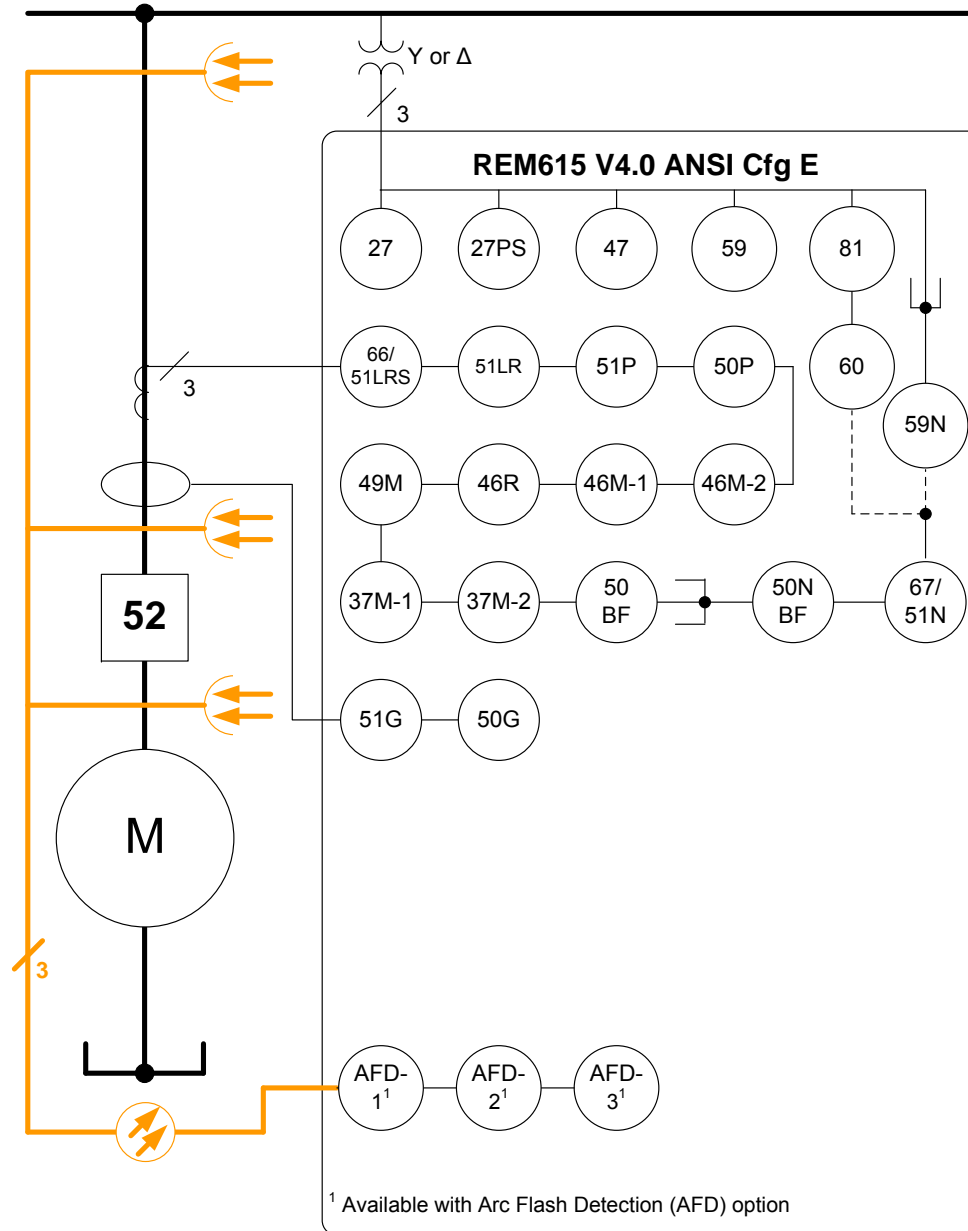 Y or Δ
3
REM615 V4.0 ANSI Cfg E
27
27PS
47
59
81
66/
51LRS
51LR
51P
50P
60
59N
3
49M
46R
46M-1
46M-2
37M-1
37M-2
50
BF
50N
BF
67/
51N
52
51G
50G
M
3
AFD-
1¹
AFD-
2¹
AFD-
3¹
¹ Available with Arc Flash Detection (AFD) option